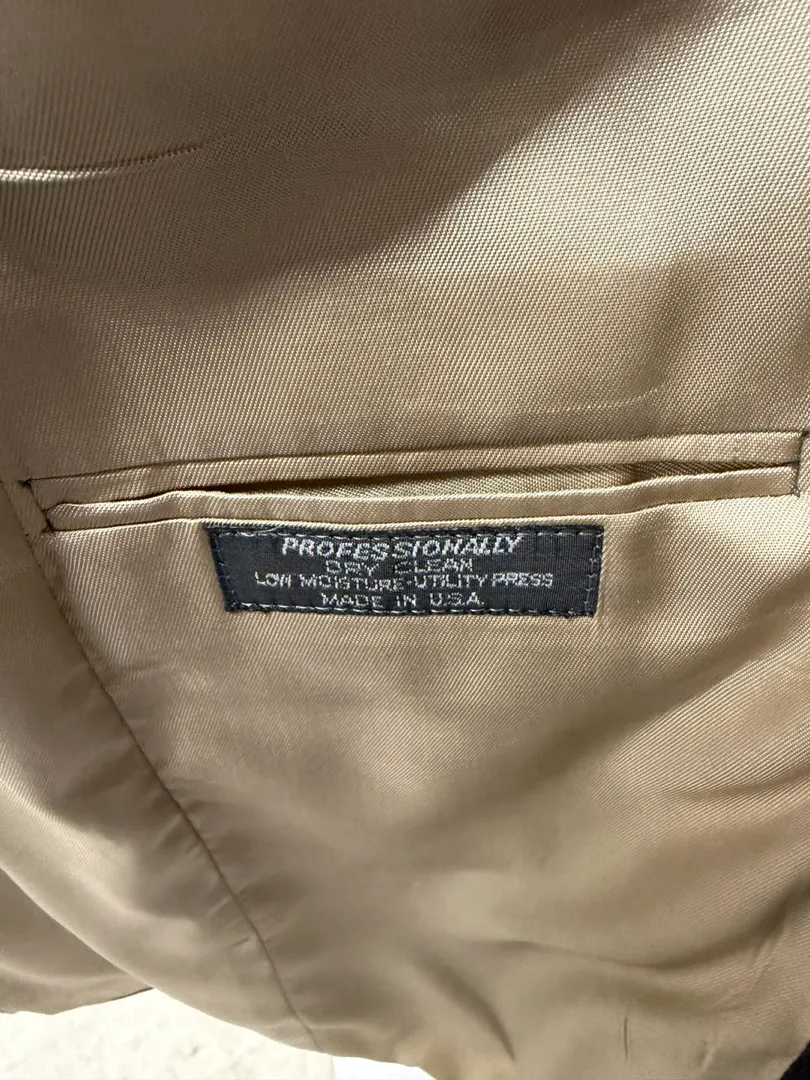 PROFESSIONALLY
DRY CLEAN
LOW MOISTURE-UTILITY PRESS
MADE IN U.S.A